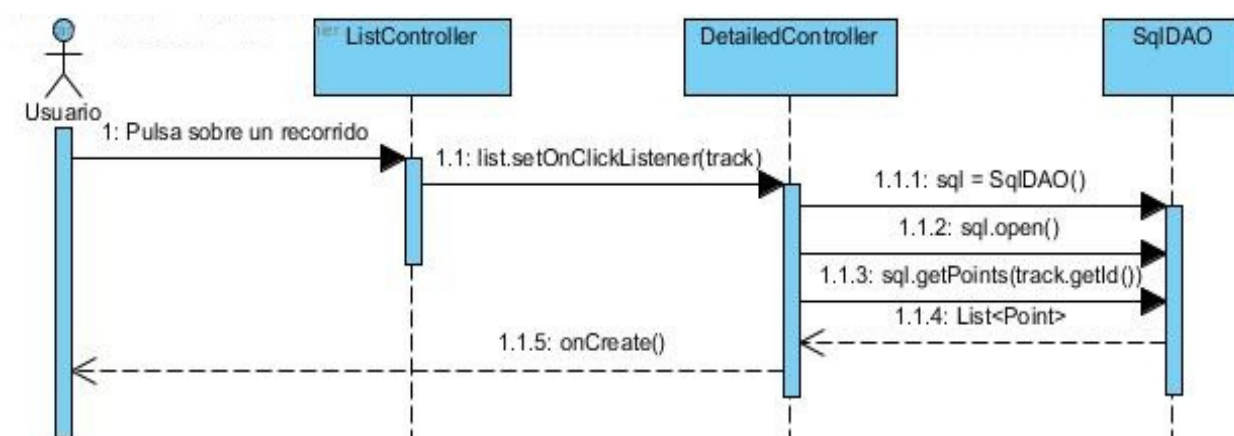 ListController
DetailedController
SqlDAO
Usuario
1: Pulsa sobre un recorrido
1.1: list.setOnClickListener(track)
1.1.1: sql = SqlDAO()
1.1.2: sql.open()
1.1.3: sql.getPoints(track.getId())
1.1.4: List<Point>
1.1.5: onCreate()